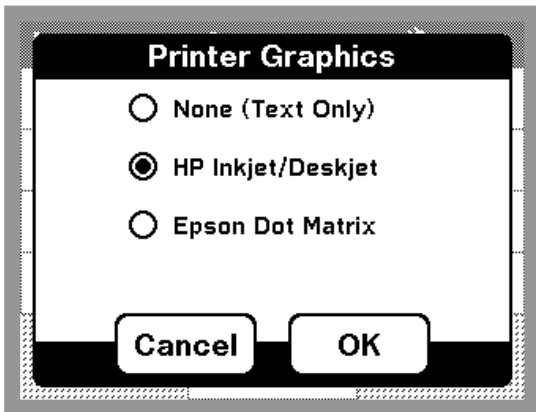 Printer Graphics
None (Text Only)
HP Inkjet/Deskjet
Epson Dot Matrix
Cancel OK